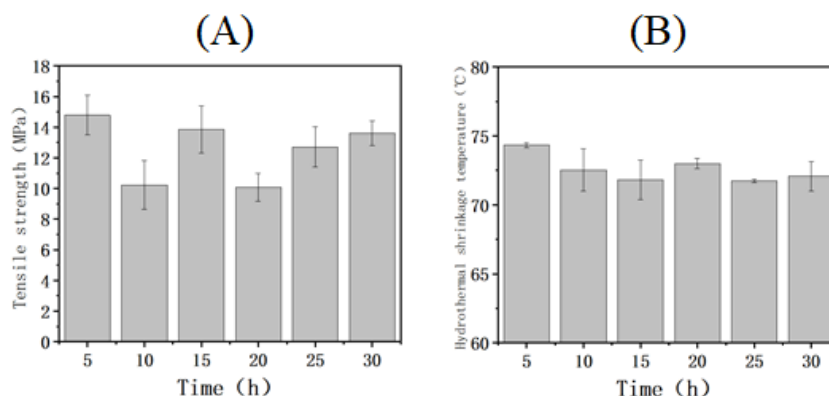 (A)
(B)
Tensile strength (MPa)
18
16
14
12
10
8
6
4
2
0
5 10 15 20 25 30
Time (h)
Hydrothermal shrinkage temperature (℃)
80
75
70
65
60
5 10 15 20 25 30
Time (h)